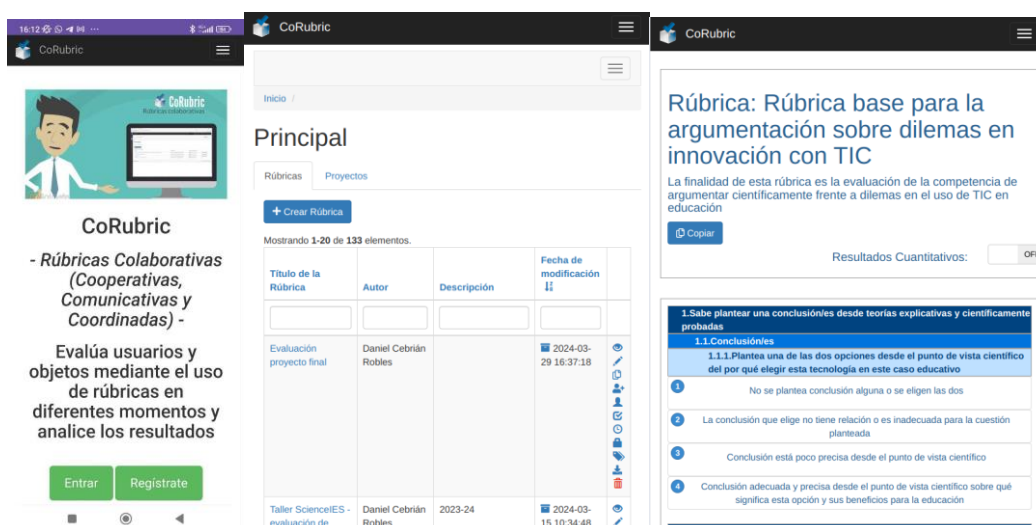 16:12
CoRubric
CoRubric
Rúbricas colaborativas
CoRubric
- Rúbricas Colaborativas
(Cooperativas,
Comunicativas y
Coordinadas) -
Evalúa usuarios y
objetos mediante el uso
de rúbricas en
diferentes momentos y
analice los resultados
Entrar
Regístrate
CoRubric
Inicio /
Principal
Rúbricas
Proyectos
+ Crear Rúbrica
Mostrando 1-20 de 133 elementos.
Título de la
Rúbrica
Autor
Descripción
Fecha de
modificación
Evaluación
proyecto final
Daniel Cebrián
Robles
2024-03-
29 16:37:18
Taller ScienceIES -
evaluación de
Daniel Cebrián
Robles
2023-24
2024-03-
15 10:34:48
CoRubric
Rúbrica: Rúbrica base para la
argumentación sobre dilemas en
innovación con TIC
La finalidad de esta rúbrica es la evaluación de la competencia de
argumentar científicamente frente a dilemas en el uso de TIC en
educación
Copiar
Resultados Cuantitativos:
OF
1.Sabe plantear una conclusión/es desde teorías explicativas y científicamente
probadas
1.1.Conclusión/es
1.1.1.Plantea una de las dos opciones desde el punto de vista científico
del por qué elegir esta tecnología en este caso educativo
1 No se plantea conclusión alguna o se eligen las dos
2 La conclusión que elige no tiene relación o es inadecuada para la cuestión
planteada
3 Conclusión está poco precisa desde el punto de vista científico
4 Conclusión adecuada y precisa desde el punto de vista científico sobre qué
significa esta opción y sus beneficios para la educación